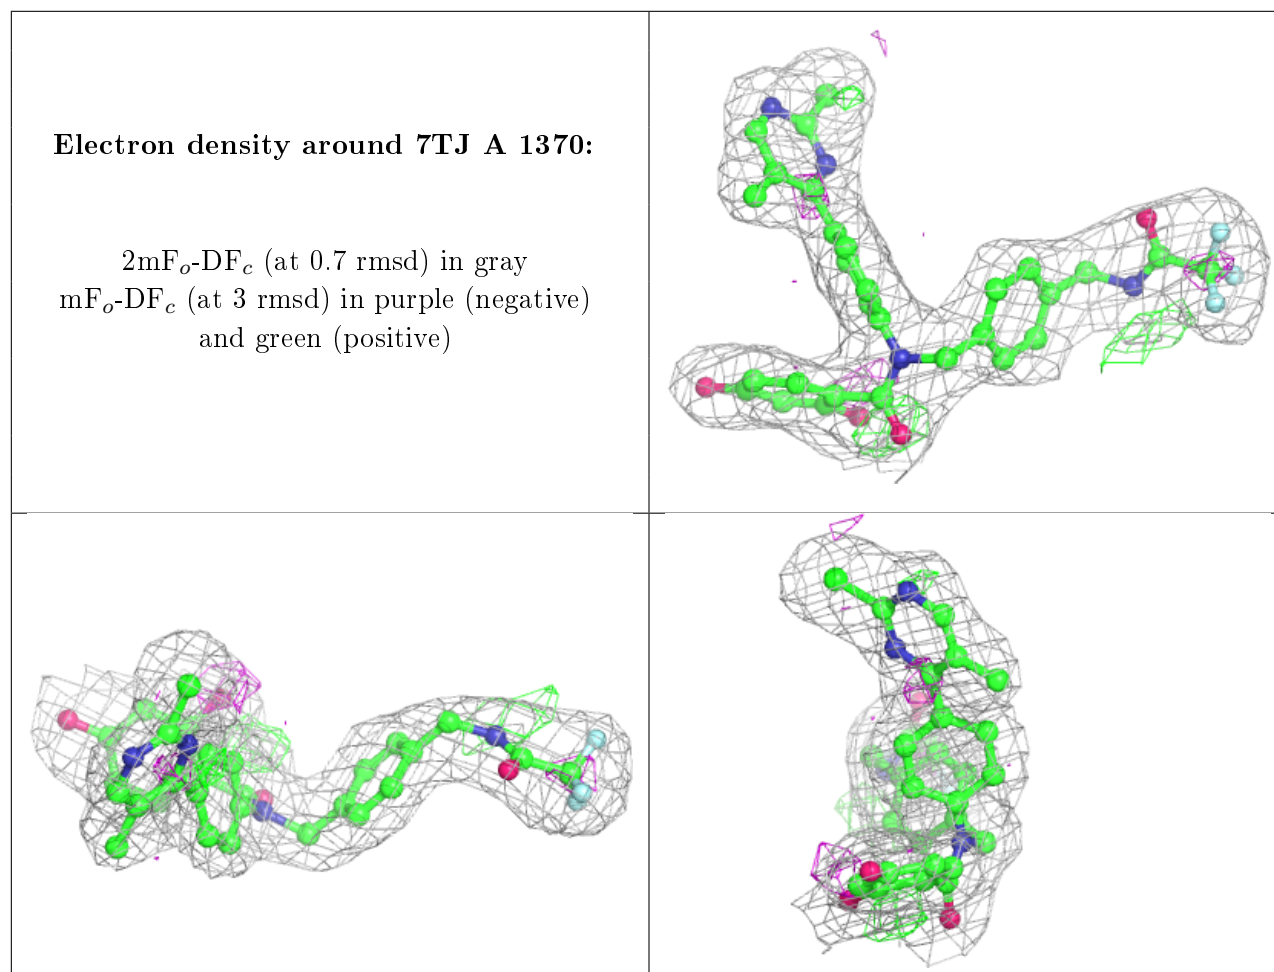 Electron density around 7TJ A 1370:
2mFo-DFc (at 0.7 rmsd) in gray
mFo-DFc (at 3 rmsd) in purple (negative)
and green (positive)